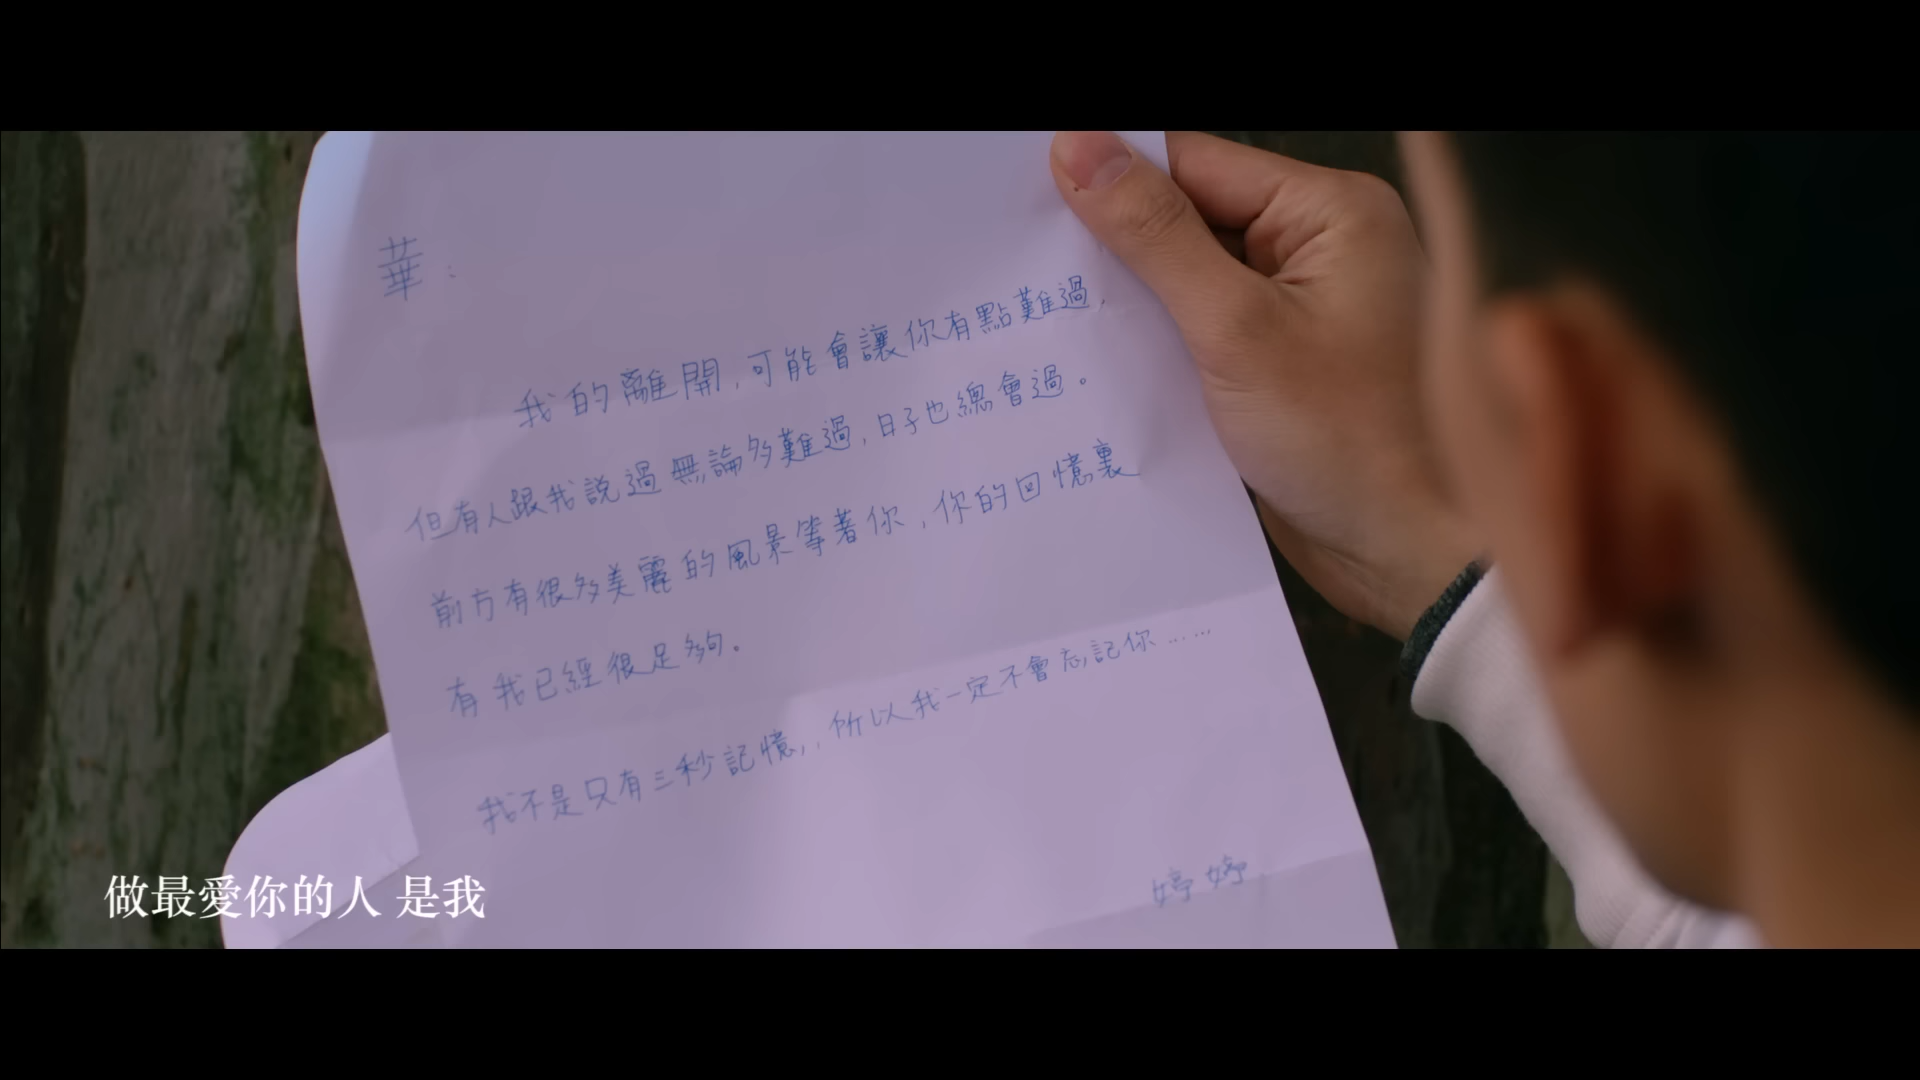 華：
我的離開，可能會讓你有點難過，
但有人跟我說過無論多難過，日子也總會過。
前方有很多美麗的風景等著你，你的回憶裏
有我已經很足夠。
我不是只有三秒記憶，所以我一定不會忘記你……
婷婷
做最愛你的人 是我